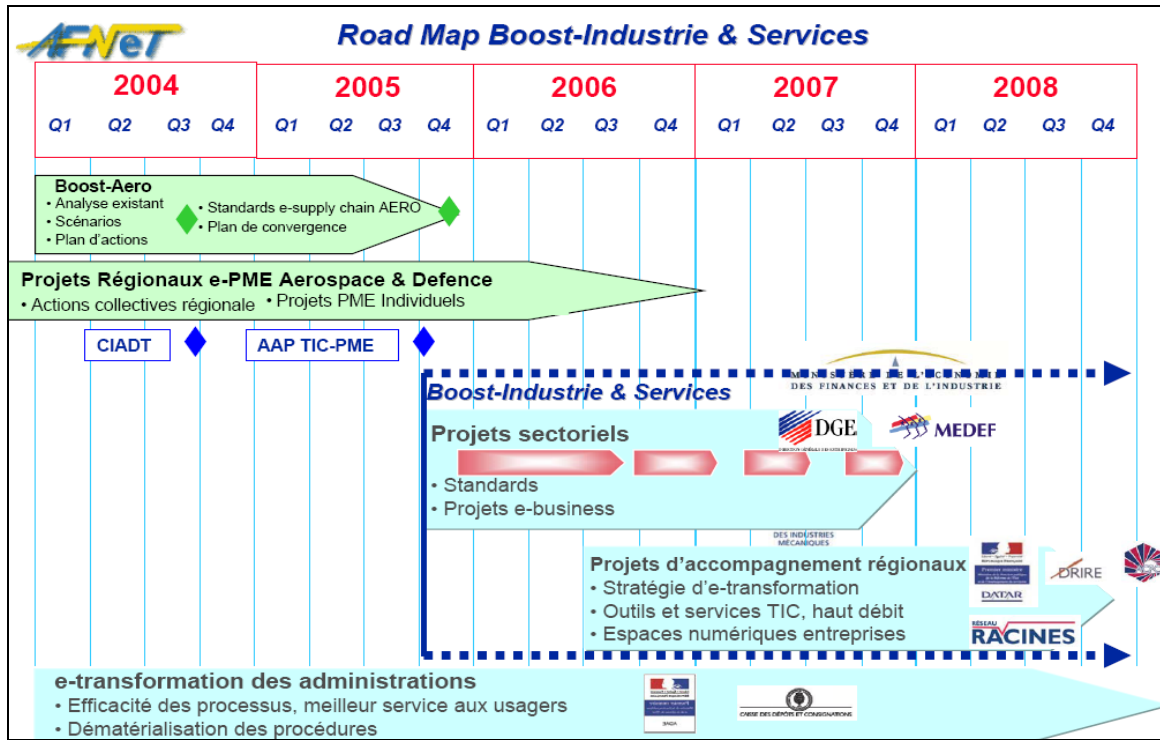 AFNeT
Road Map Boost-Industrie & Services
2004 2005 2006 2007 2008
Q1 Q2 Q3 Q4 Q1 Q2 Q3 Q4 Q1 Q2 Q3 Q4 Q1 Q2 Q3 Q4 Q1 Q2 Q3 Q4
Boost-Aero
• Analyse existant
• Scénarios
• Plan d'actions
• Standards e-supply chain AERO
• Plan de convergence
Projets Régionaux e-PME Aerospace & Defence
• Actions collectives régionale
• Projets PME Individuels
CIADT
AAP TIC-PME
MINISTÈRE DE L'ÉCONOMIE
DES FINANCES ET DE L'INDUSTRIE
Boost-Industrie & Services
Projets sectoriels
DGE
MEDEF
• Standards
• Projets e-business
DES INDUSTRIES
MÉCANIQUES
Projets d'accompagnement régionaux
• Stratégie d'e-transformation
• Outils et services TIC, haut débit
• Espaces numériques entreprises
DATAR
DRIRE
RÉSEAU
RACINES
e-transformation des administrations
• Efficacité des processus, meilleur service aux usagers
• Dématérialisation des procédures
CAISSE DES DÉPÔTS ET CONSIGNATIONS